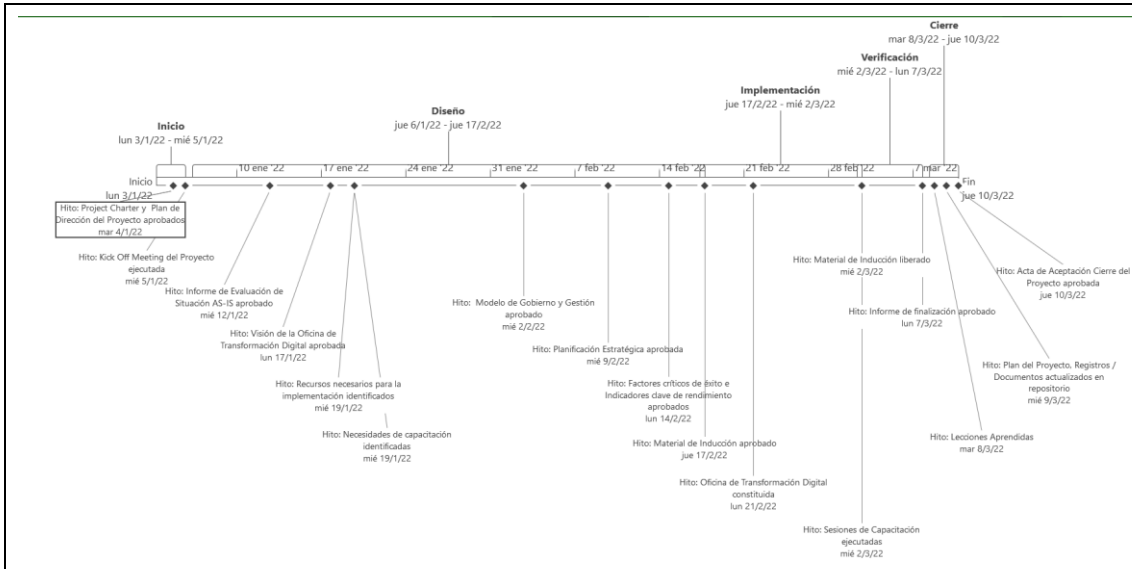 Cierre
mar 8/3/22 - jue 10/3/22
Verificación
mié 2/3/22 - lun 7/3/22
Implementación
jue 17/2/22 - mié 2/3/22
Diseño
jue 6/1/22 - jue 17/2/22
Inicio
lun 3/1/22 - mié 5/1/22
10 ene '22
17 ene '22
24 ene '22
31 ene '22
7 feb '22
14 feb '22
21 feb '22
28 feb '22
7 mar '22
Inicio
lun 3/1/22
Fin
jue 10/3/22
Hito: Project Charter y Plan de
Dirección del Proyecto aprobados
mar 4/1/22
Hito: Kick Off Meeting del Proyecto
ejecutada
mié 5/1/22
Hito: Informe de Evaluación de
Situación AS-IS aprobado
mié 12/1/22
Hito: Visión de la Oficina de
Transformación Digital aprobada
lun 17/1/22
Hito: Recursos necesarios para la
implementación identificados
mié 19/1/22
Hito: Necesidades de capacitación
identificadas
mié 19/1/22
Hito: Modelo de Gobierno y Gestión
aprobado
mié 2/2/22
Hito: Planificación Estratégica aprobada
mié 9/2/22
Hito: Factores críticos de éxito e
Indicadores clave de rendimiento
aprobados
lun 14/2/22
Hito: Material de Inducción aprobado
jue 17/2/22
Hito: Oficina de Transformación Digital
constituida
lun 21/2/22
Hito: Material de Inducción liberado
mié 2/3/22
Hito: Sesiones de Capacitación
ejecutadas
mié 2/3/22
Hito: Informe de finalización aprobado
lun 7/3/22
Hito: Lecciones Aprendidas
mar 8/3/22
Hito: Plan del Proyecto, Registros /
Documentos actualizados en
repositorio
mié 9/3/22
Hito: Acta de Aceptación Cierre del
Proyecto aprobada
jue 10/3/22